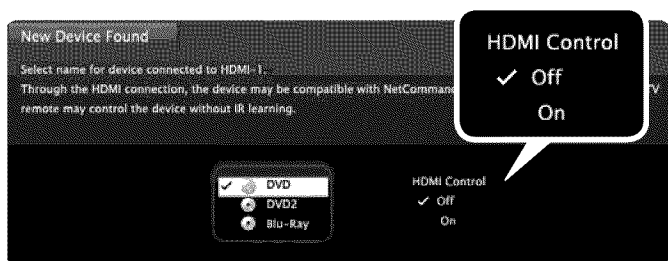 New Device Found
Select name for device connected to HDMI-1.
Through the HDMI connection, the device may be compatible with NetCommand TV
remote may control the device without IR learning.
DVD
DVD2
Blu-Ray
HDMI Control
Off
On
HDMI Control
Off
On